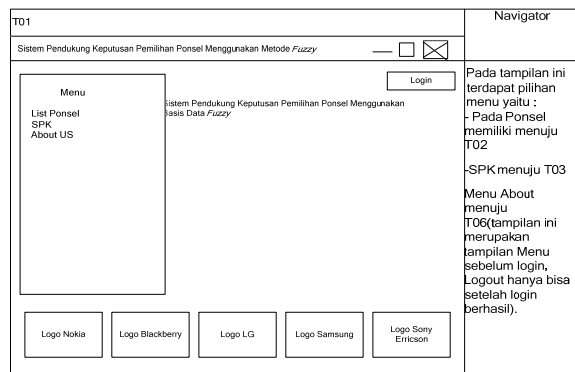 T01
Navigator
Sistem Pendukung Keputusan Pemilihan Ponsel Menggunakan Metode Fuzzy
Login
Menu
List Ponsel
SPK
About US
Sistem Pendukung Keputusan Pemilihan Ponsel Menggunakan
Basis Data Fuzzy
Logo Nokia
Logo Blackberry
Logo LG
Logo Samsung
Logo Sony
Erricson
Pada tampilan ini
terdapat pilihan
menu yaitu :
- Pada Ponsel
memiliki menuju
T02
-SPK menuju T03
Menu About
menuju
T06(tampilan ini
merupakan
tampilan Menu
sebelum login,
Logout hanya bisa
setelah login
berhasil).